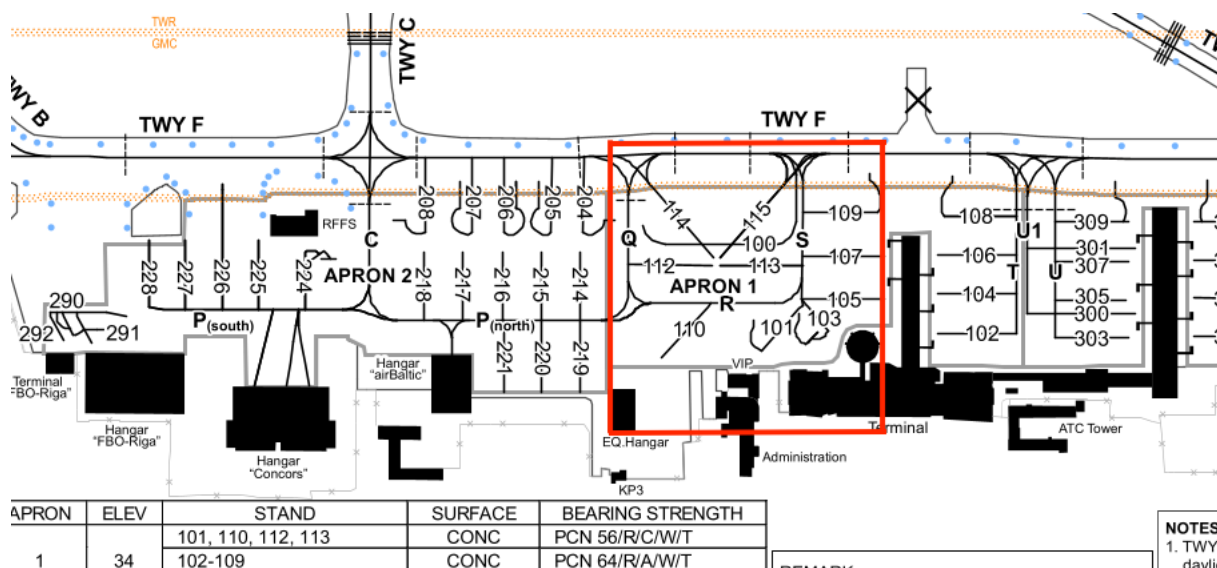 TWR
GMC
TWY C
TW
TWY B
TWY F
TWY F
208
207
206
205
204
114
115
109
108
309
RFFS
C
Q
100
S
U1
301
107
106
307
112
113
T
U
228
227
226
225
224
APRON 2
218
217
216
215
214
APRON 1
R
105
104
305
290
300
292
291
P(south)
P(north)
110
101
103
102
303
221
220
219
Hangar
"airBaltic"
VIP
Terminal
FBO-Riga"
Hangar
"FBO-Riga"
Hangar
"Concors"
EQ.Hangar
Terminal
ATC Tower
Administration
KP3
APRON ELEV STAND SURFACE BEARING STRENGTH
101, 110, 112, 113 CONC PCN 56/R/C/W/T
1 34 102-109 CONC PCN 64/R/A/W/T
REMARK
NOTES
1. TWY
dayli